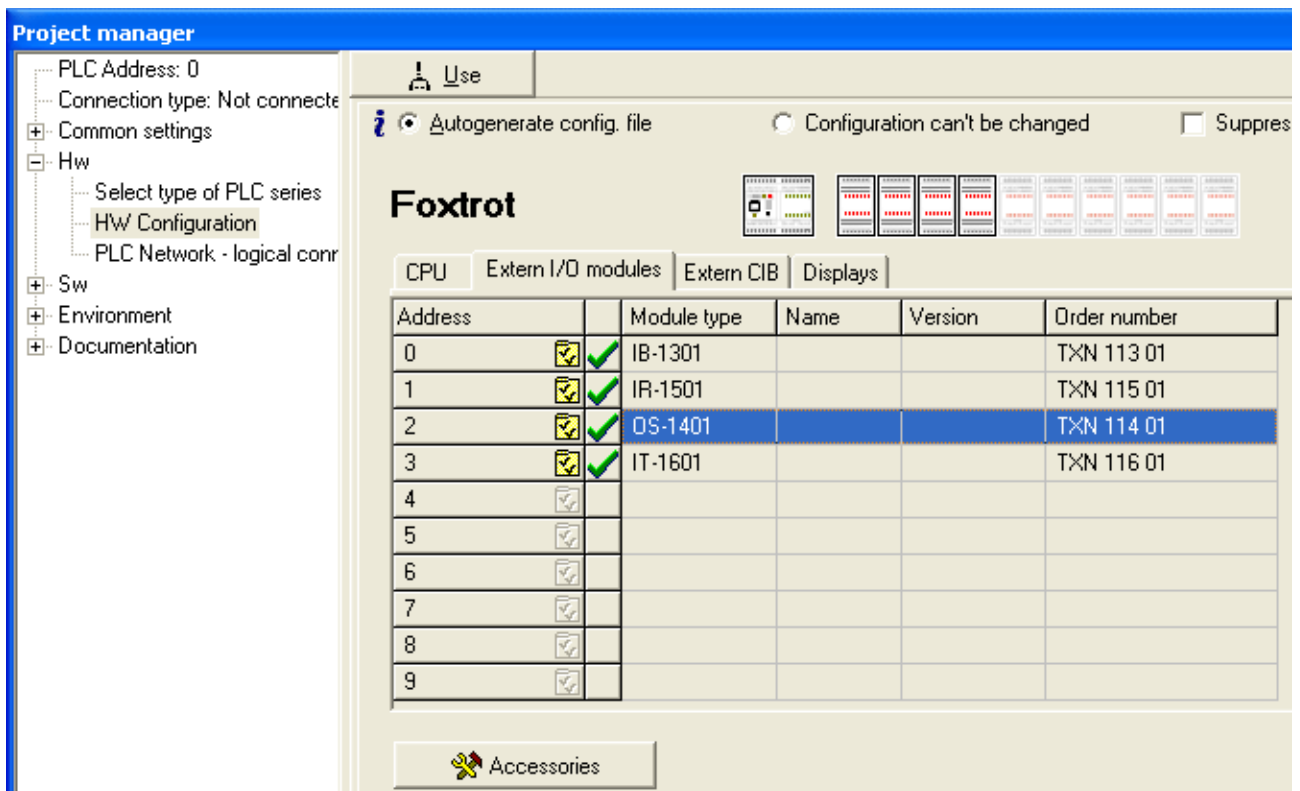 Project manager
PLC Address: 0
Connection type: Not connecte
Common settings
Hw
Select type of PLC series
HW Configuration
PLC Network - logical conr
Sw
Environment
Documentation
Use
Autogenerate config. file Configuration can't be changed Suppres
Foxtrot
CPU Extern I/O modules Extern CIB Displays
Address Module type Name Version Order number
0 IB-1301 TXN 113 01
1 IR-1501 TXN 115 01
2 OS-1401 TXN 114 01
3 IT-1601 TXN 116 01
4
5
6
7
8
9
Accessories